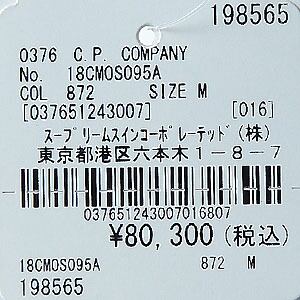 198565
0376 C.P. COMPANY
No. 18CMOS095A
COL 872 SIZE M
[037651243007] [016]
スープリームスインコーポレーテッド(株)
東京都港区六本木1-8-7
037651243007016807
¥80,300(税込)
18CMOS095A 872 M
198565